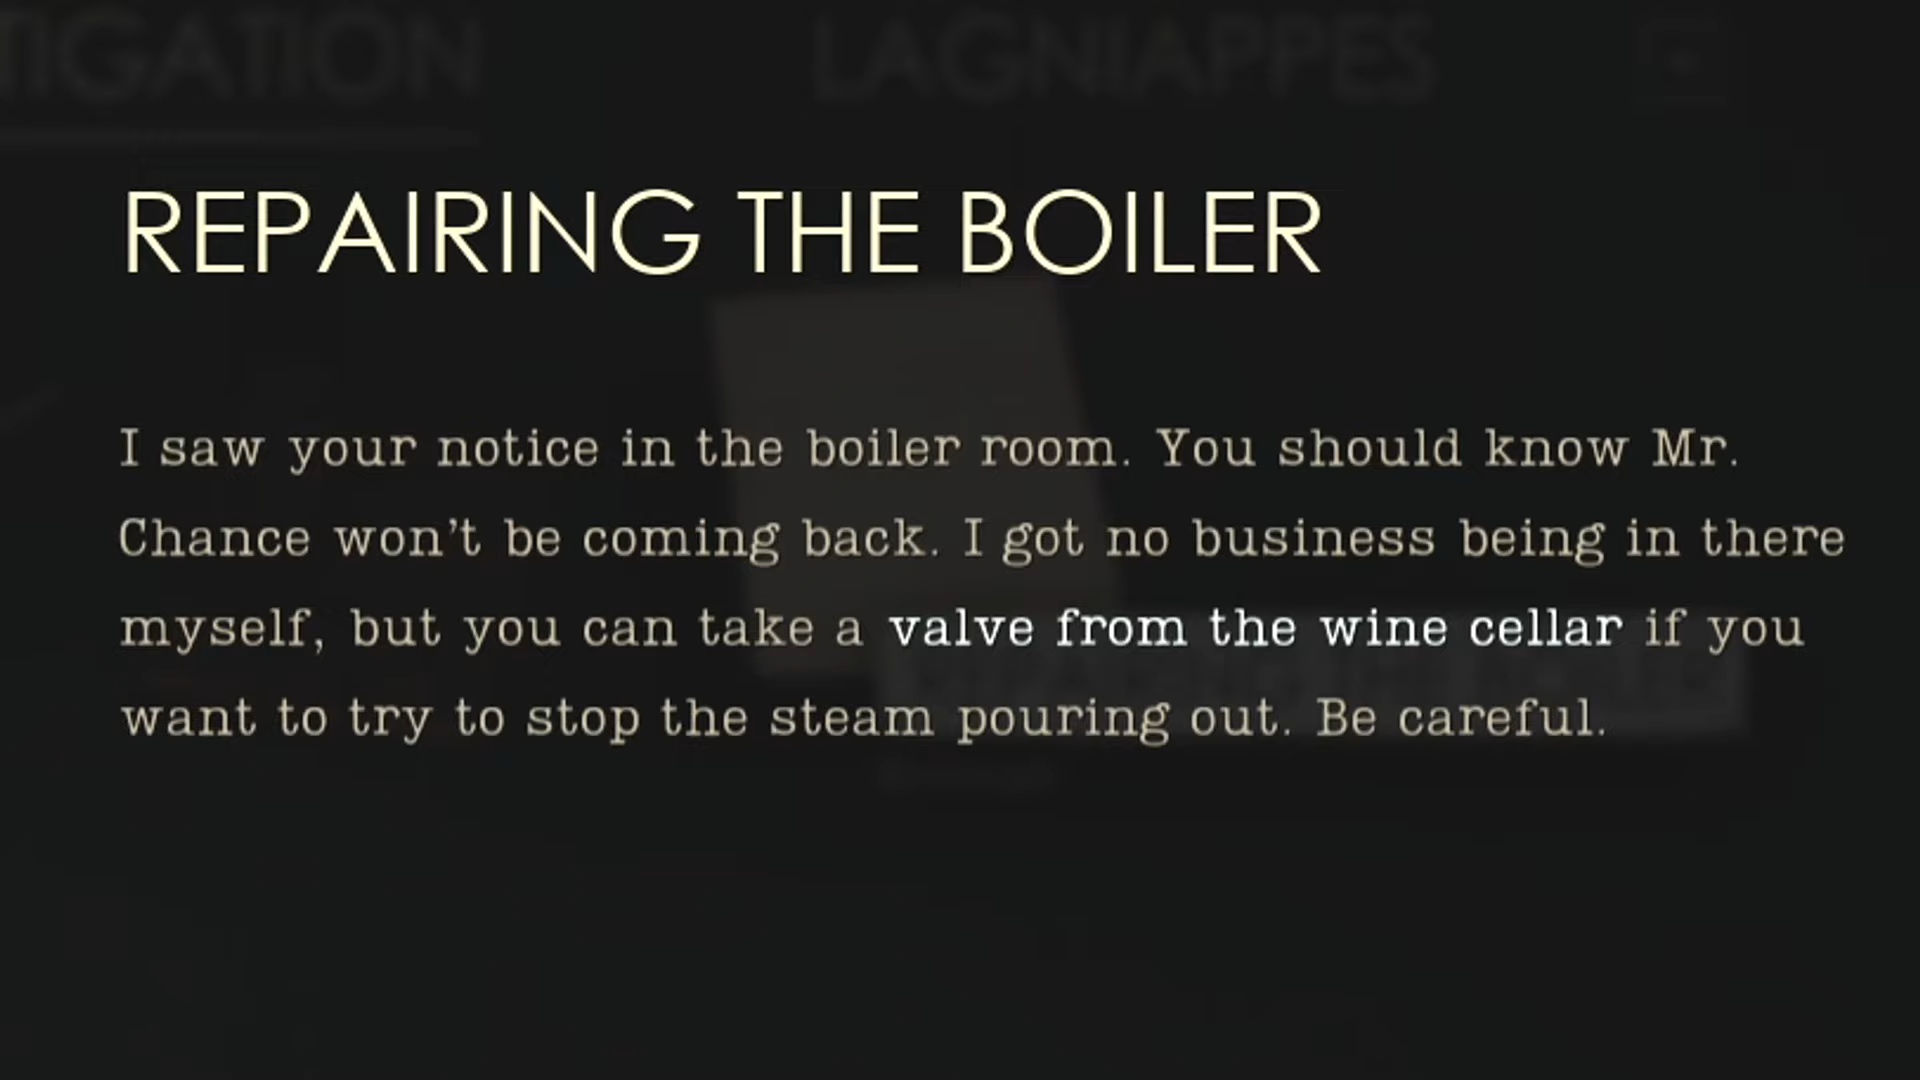 TIGATION LAGNIAPPES
REPAIRING THE BOILER
I saw your notice in the boiler room. You should know Mr.
Chance won't be coming back. I got no business being in there
myself, but you can take a valve from the wine cellar if you
want to try to stop the steam pouring out. Be careful.